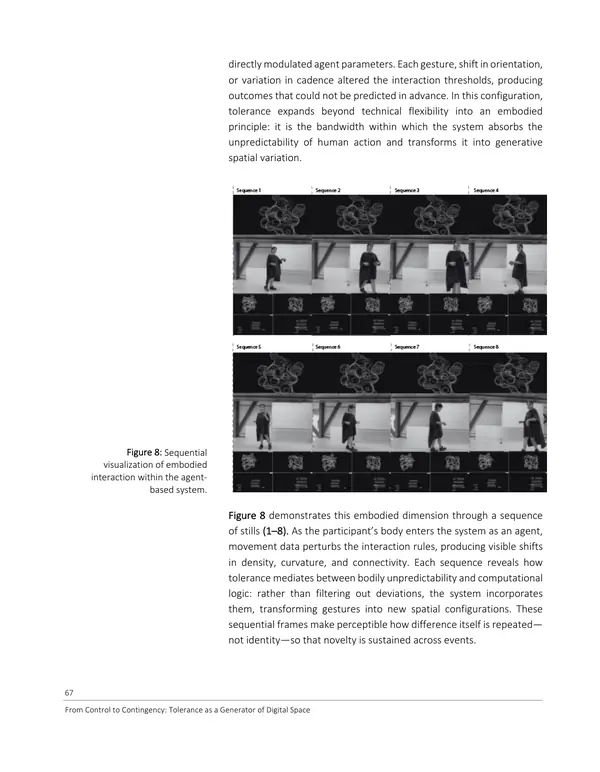 directly modulated agent parameters. Each gesture, shift in orientation,
or variation in cadence altered the interaction thresholds, producing
outcomes that could not be predicted in advance. In this configuration,
tolerance expands beyond technical flexibility into an embodied
principle: it is the bandwidth within which the system absorbs the
unpredictability of human action and transforms it into generative
spatial variation.
Sequence 1 Sequence 2 Sequence 3 Sequence 4
Sequence 5 Sequence 6 Sequence 7 Sequence 8
Figure 8: Sequential
visualization of embodied
interaction within the agent-
based system.
Figure 8 demonstrates this embodied dimension through a sequence
of stills (1–8). As the participant's body enters the system as an agent,
movement data perturbs the interaction rules, producing visible shifts
in density, curvature, and connectivity. Each sequence reveals how
tolerance mediates between bodily unpredictability and computational
logic: rather than filtering out deviations, the system incorporates
them, transforming gestures into new spatial configurations. These
sequential frames make perceptible how difference itself is repeated—
not identity—so that novelty is sustained across events.
67
From Control to Contingency: Tolerance as a Generator of Digital Space